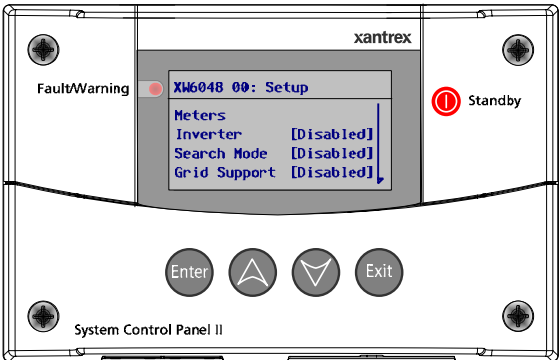 xantrex
Fault/Warning
XW6048 00: Setup
Standby
Meters
Inverter [Disabled]
Search Mode [Disabled]
Grid Support [Disabled]
Enter
Exit
System Control Panel II